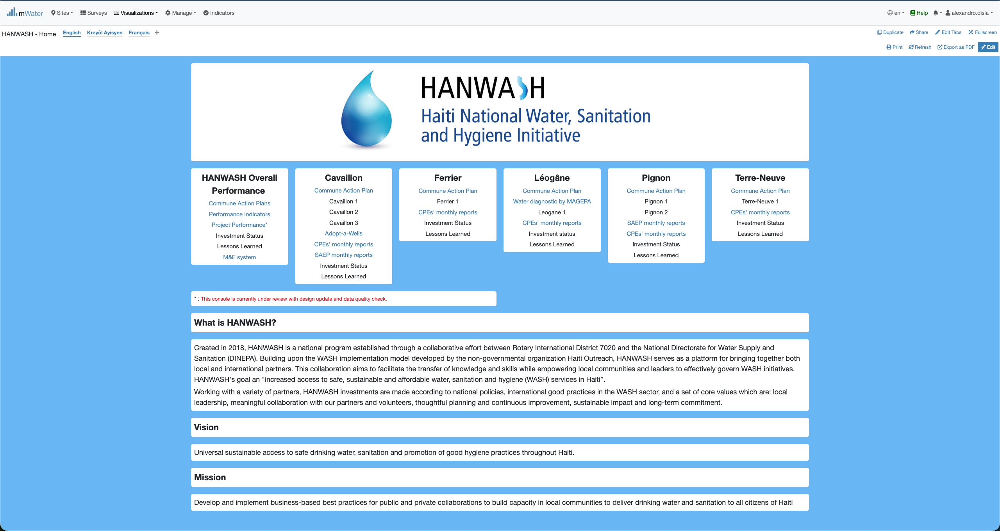 mWater Sites Surveys Visualizations Manage Indicators en Help alexandro.disla
HANWASH - Home English Kreyòl Ayisyen Français Duplicate Share Edit Tabs Fullscreen
Print Refresh Export as PDF Edit
HANWASH
Haiti National Water, Sanitation
and Hygiene Initiative
HANWASH Overall
Performance
Commune Action Plans
Performance Indicators
Project Performance*
Investment Status
Lessons Learned
M&E system
Cavaillon
Commune Action Plan
Cavaillon 1
Cavaillon 2
Cavaillon 3
Adopt-a-Wells
CPEs' monthly reports
SAEP monthly reports
Investment Status
Lessons Learned
Ferrier
Commune Action Plan
Ferrier 1
CPEs' monthly reports
Investment Status
Lessons Learned
Léogâne
Commune Action Plan
Water diagnostic by MAGEPA
Leogane 1
CPEs' monthly reports
Investment status
Lessons Learned
Pignon
Commune Action Plan
Pignon 1
Pignon 2
SAEP monthly reports
CPEs' monthly reports
Investment Status
Lessons Learned
Terre-Neuve
Commune Action Plan
Terre-Neuve 1
CPEs' monthly reports
Investment Status
Lessons Learned
* : This console is currently under review with design update and data quality check.
What is HANWASH?
Created in 2018, HANWASH is a national program established through a collaborative effort between Rotary International District 7020 and the National Directorate for Water Supply and
Sanitation (DINEPA). Building upon the WASH implementation model developed by the non-governmental organization Haiti Outreach, HANWASH serves as a platform for bringing together both
local and international partners. This collaboration aims to facilitate the transfer of knowledge and skills while empowering local communities and leaders to effectively govern WASH initiatives.
HANWASH's goal an "increased access to safe, sustainable and affordable water, sanitation and hygiene (WASH) services in Haiti”.
Working with a variety of partners, HANWASH investments are made according to national policies, international good practices in the WASH sector, and a set of core values which are: local
leadership, meaningful collaboration with our partners and volunteers, thoughtful planning and continuous improvement, sustainable impact and long-term commitment.
Vision
Universal sustainable access to safe drinking water, sanitation and promotion of good hygiene practices throughout Haiti.
Mission
Develop and implement business-based best practices for public and private collaborations to build capacity in local communities to deliver drinking water and sanitation to all citizens of Haiti